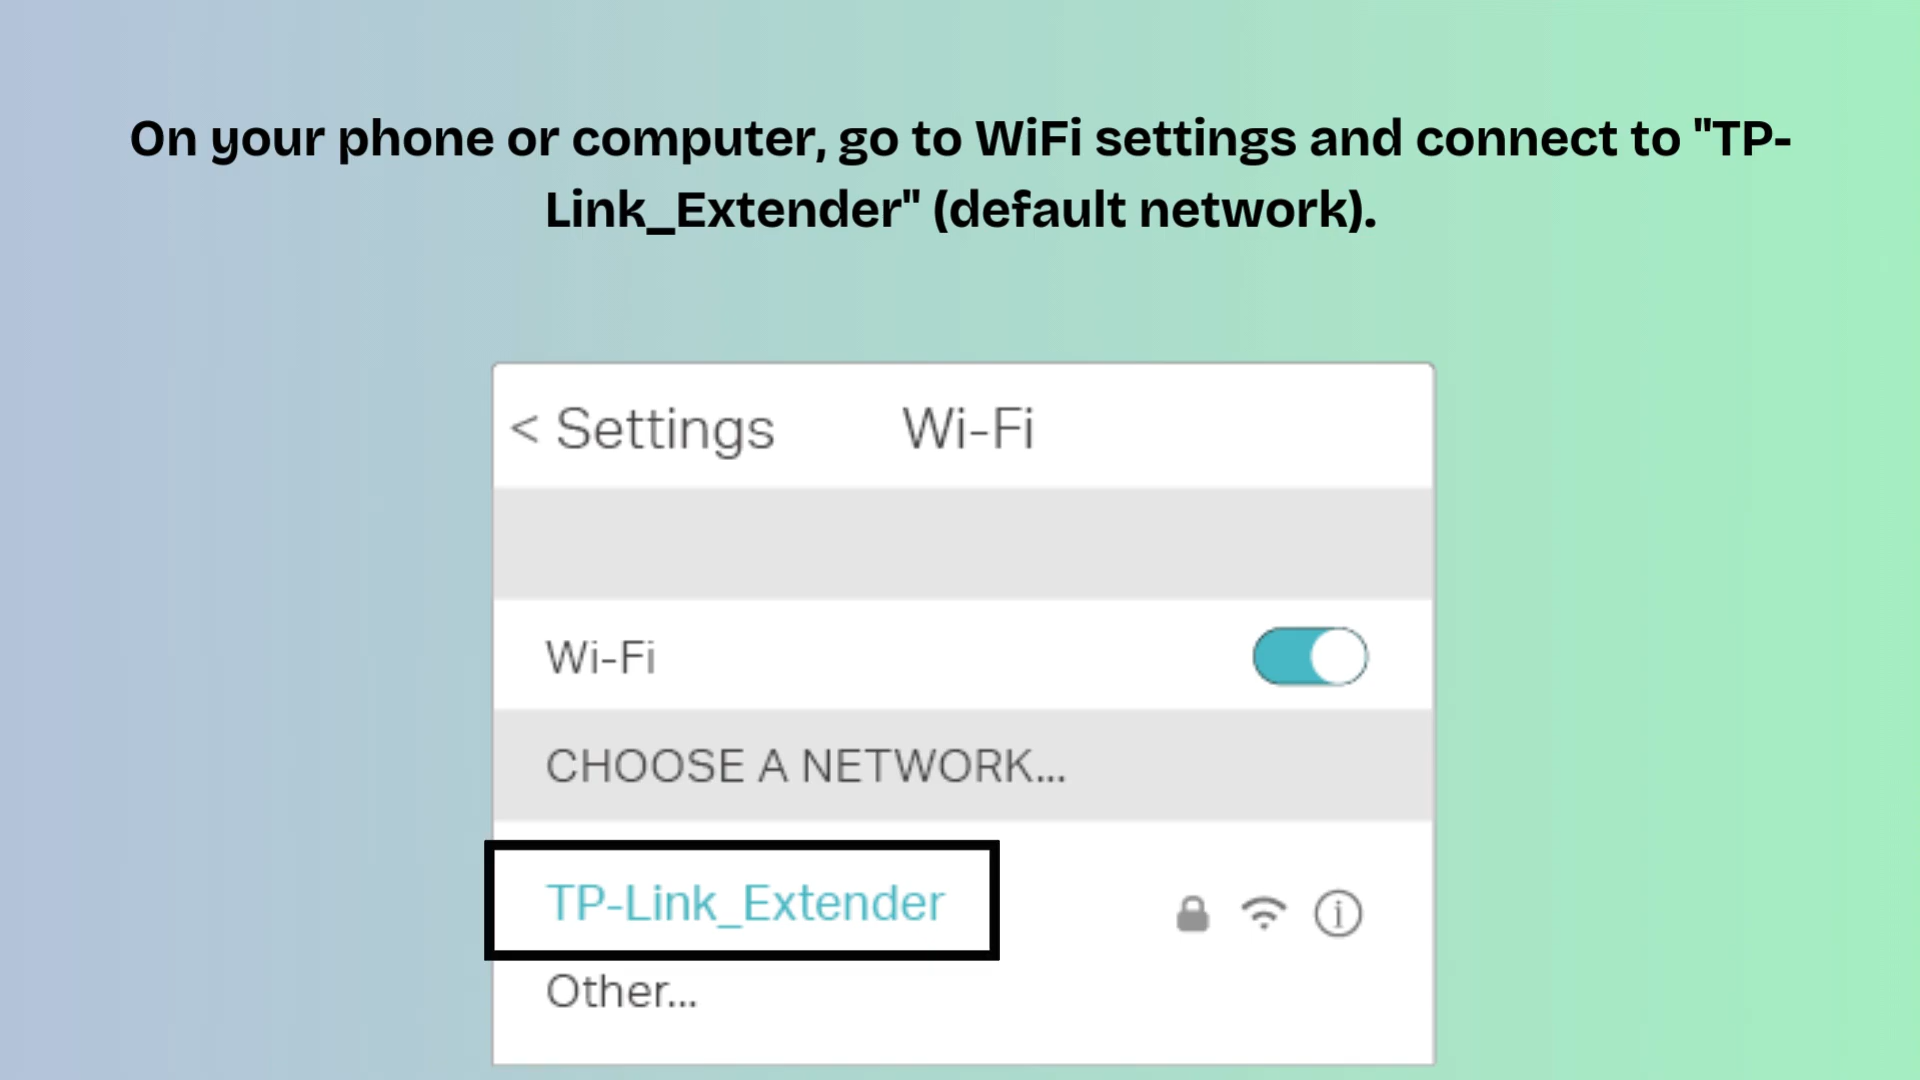 On your phone or computer, go to WiFi settings and connect to "TP-
Link_Extender" (default network).
< Settings Wi-Fi
Wi-Fi
CHOOSE A NETWORK...
TP-Link_Extender
Other...